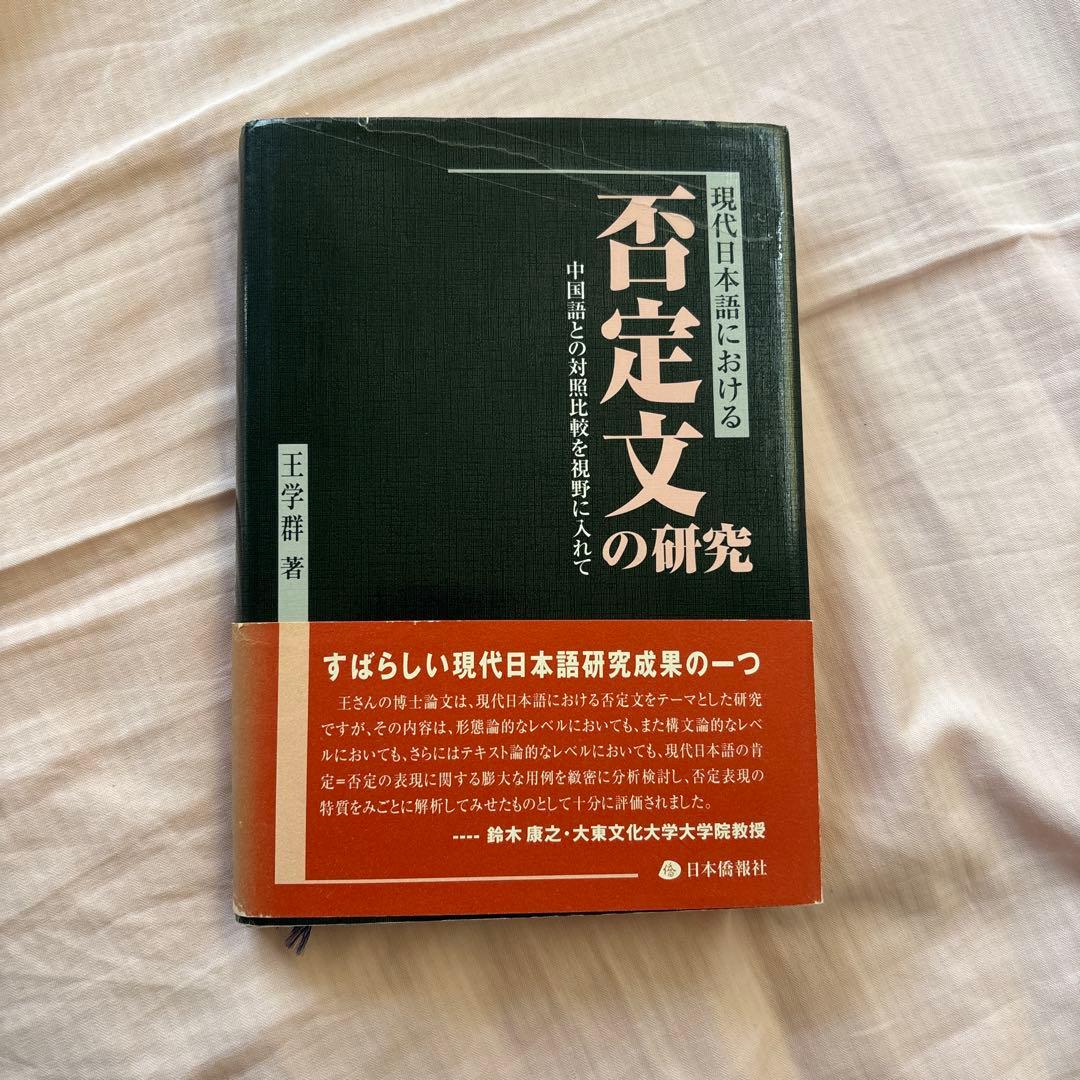 現代日本語における
否定文の研究
中国語との対照比較を視野に入れて
王学群 著
すばらしい現代日本語研究成果の一つ
王さんの博士論文は、現代日本語における否定文をテーマとした研究
ですが、その内容は、形態論的なレベルにおいても、また構文論的なレベ
ルにおいても、さらにはテキスト論的なレベルにおいても、現代日本語の肯
定=否定の表現に関する膨大な用例を緻密に分析検討し、否定表現の
特質をみごとに解析してみせたものとして十分に評価されました。
---- 鈴木 康之・大東文化大学大学院教授
僑 日本僑報社